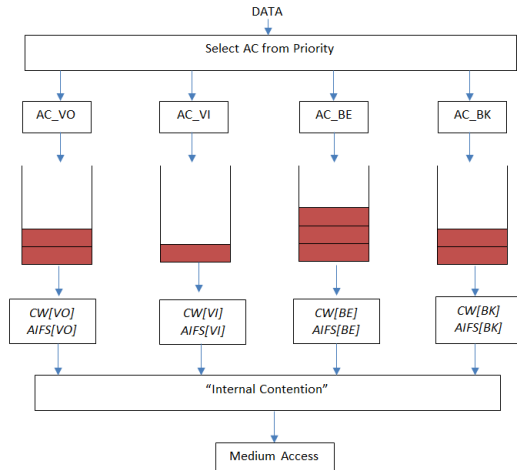 DATA
Select AC from Priority
AC_VO
AC_VI
AC_BE
AC_BK
CW[VO]
AIFS[VO]
CW[VI]
AIFS[VI]
CW[BE]
AIFS[BE]
CW[BK]
AIFS[BK]
“Internal Contention”
Medium Access